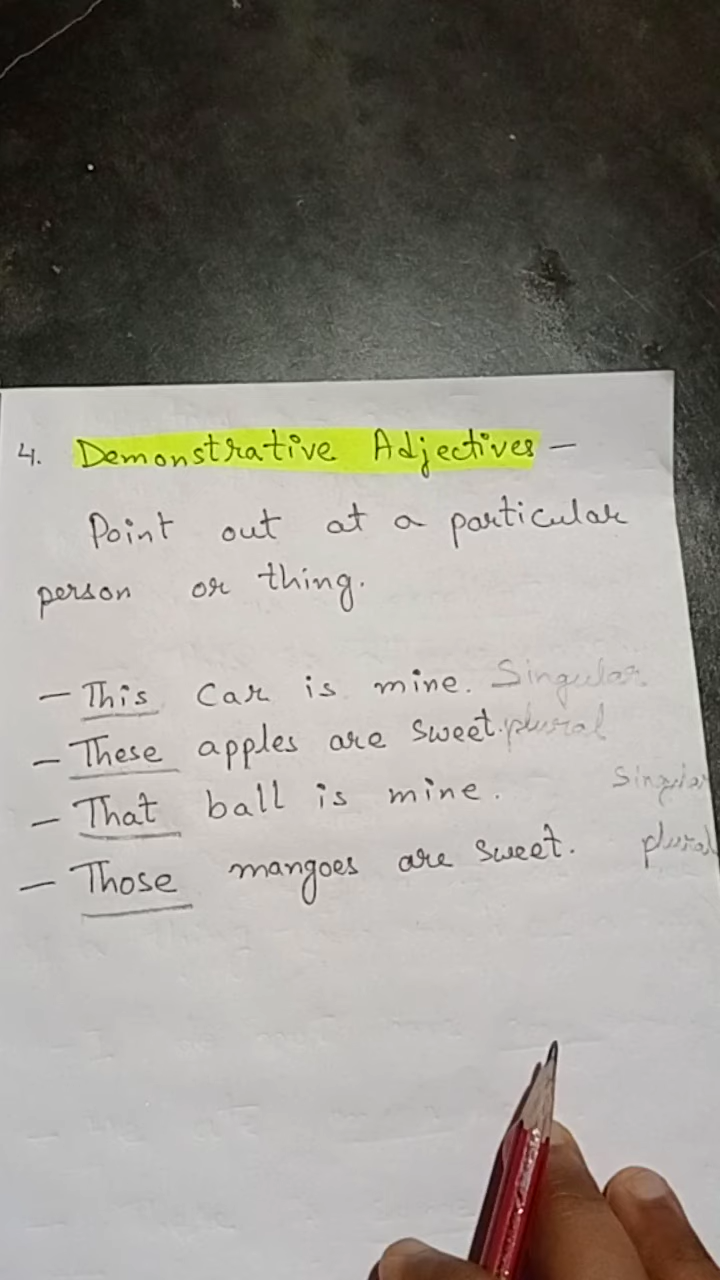 4. Demonstrative Adjectives -
Point out at a particular
person or thing.
- This Car is mine. Singular
- These apples are sweet. plural
- That ball is mine. Singular
- Those mangoes are sweet. plural